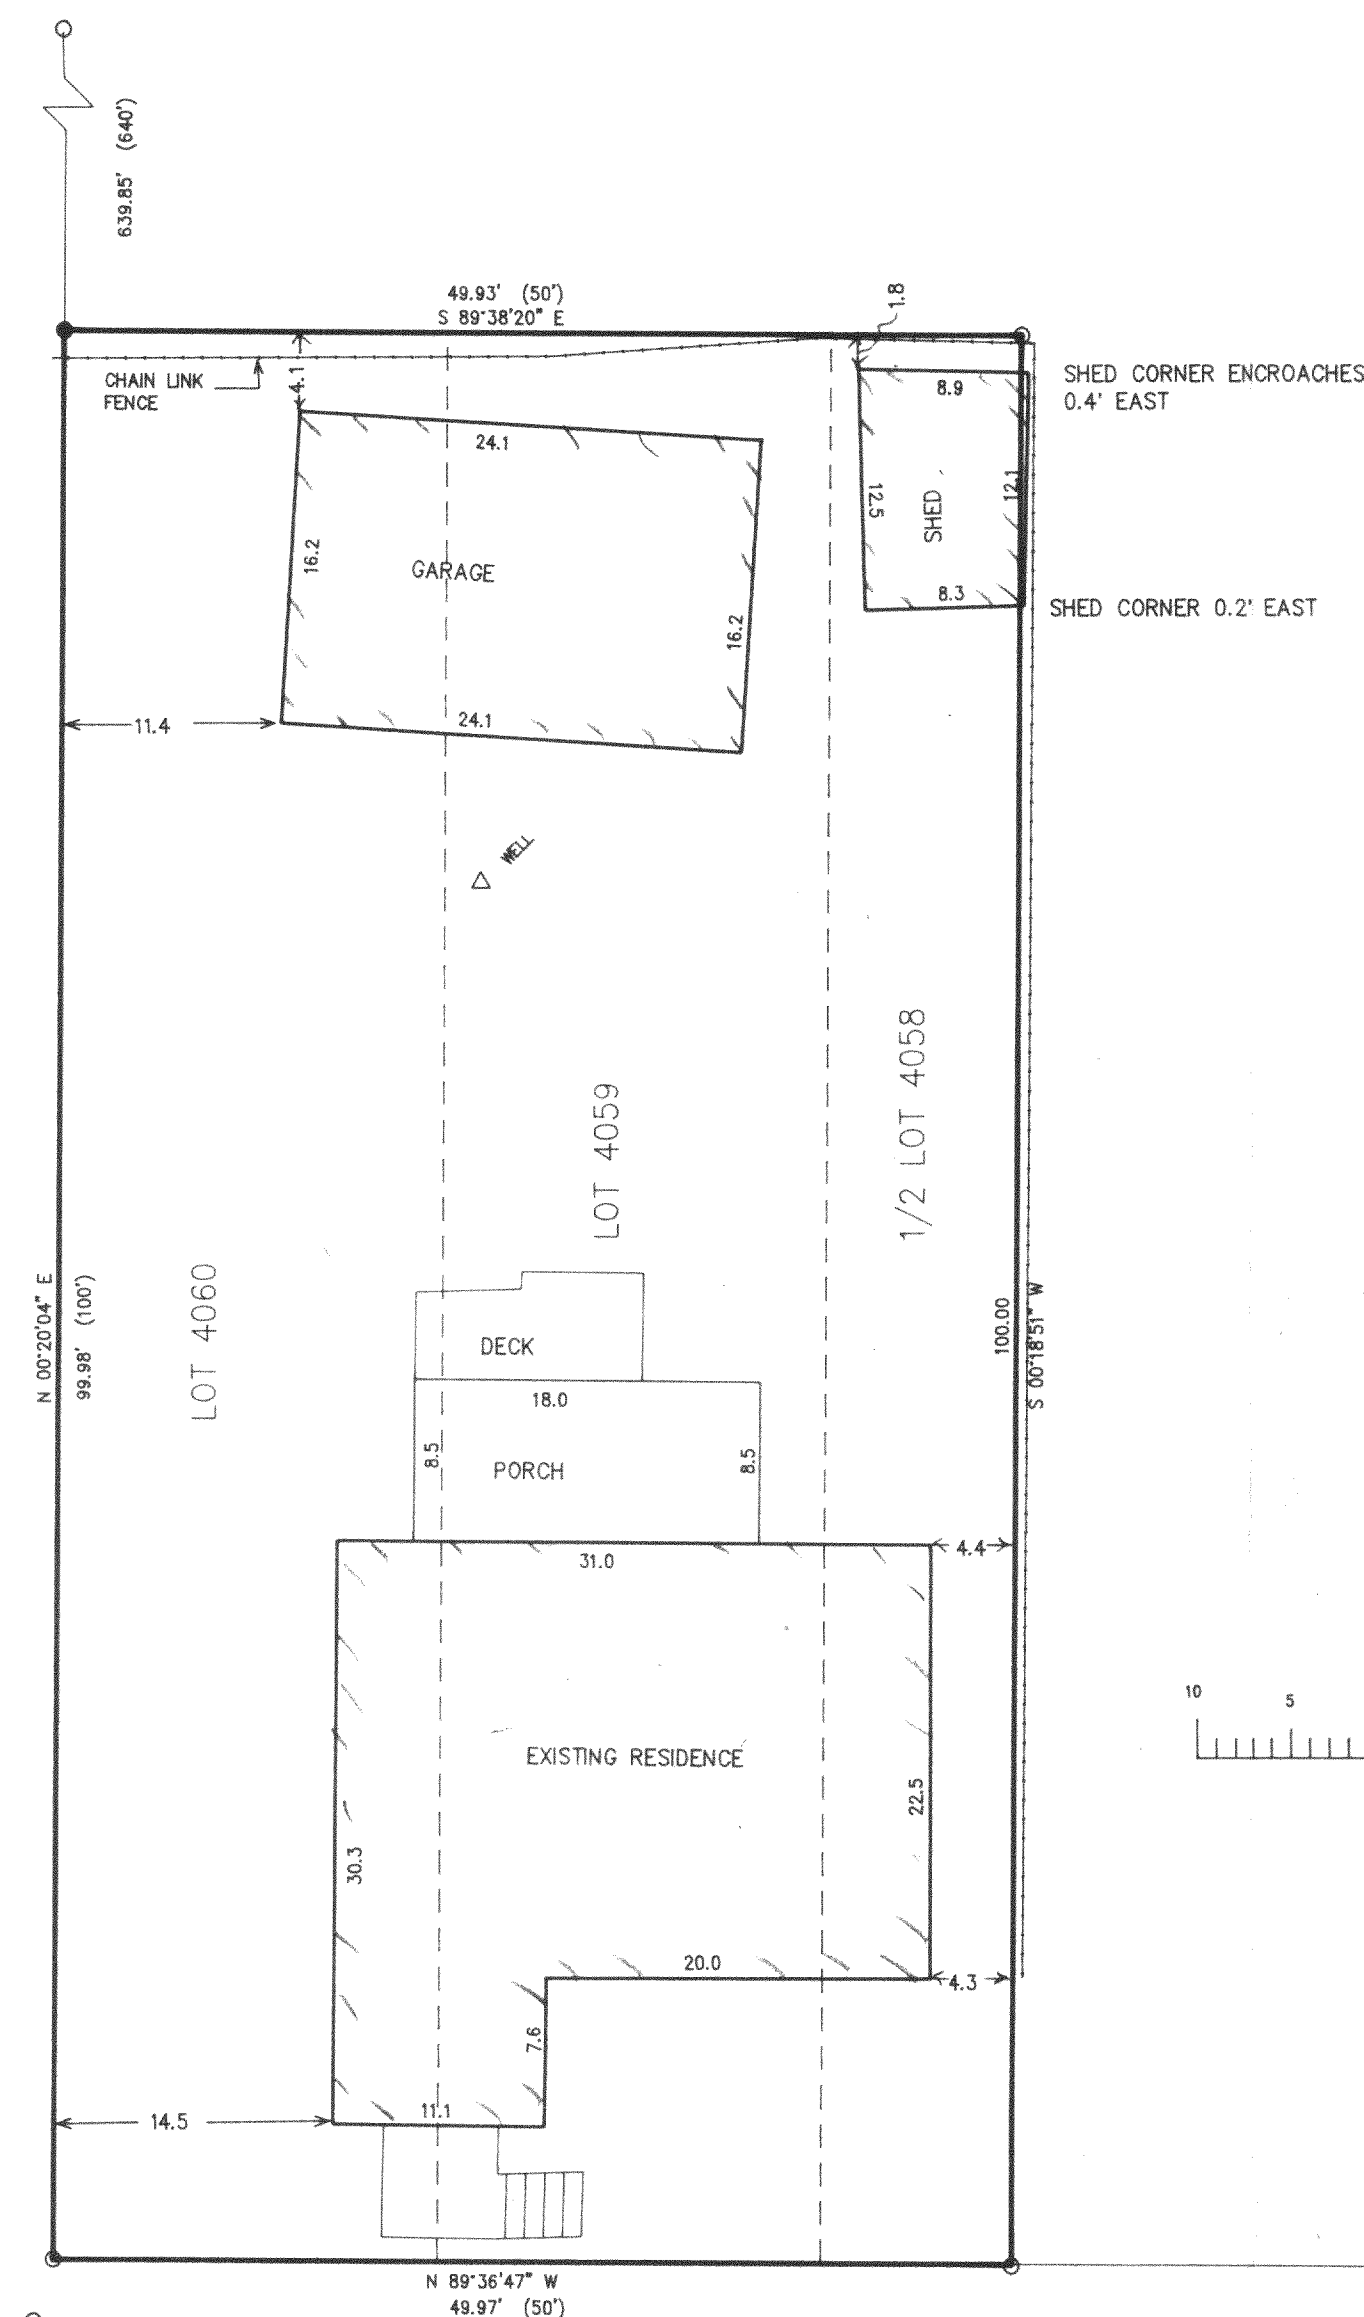 639.85' (640')
49.93' (50')
S 89°38'20" E
1.8
CHAIN LINK
FENCE
4.1
8.9
SHED CORNER ENCROACHES
0.4' EAST
24.1
12.5
SHED
12.1
16.2
GARAGE
8.3
SHED CORNER 0.2' EAST
16.2
11.4
24.1
WELL
LOT 4059
1/2 LOT 4058
LOT 4060
N 00°20'04" E
99.98' (100')
100.00
S 00°18'51" W
DECK
18.0
8.5
PORCH
8.5
31.0
4.4
10
5
EXISTING RESIDENCE
22.5
30.3
20.0
4.3
7.6
11.1
14.5
N 89°36'47" W
49.97' (50')